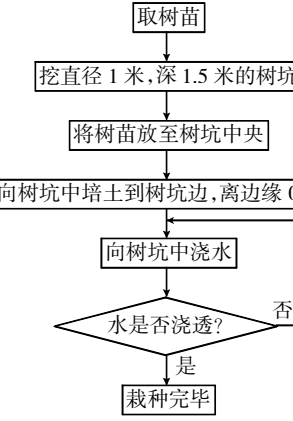 取树苗
挖直径1米,深1.5米的树坑
将树苗放至树坑中央
向树坑中培土到树坑边,离边缘0
向树坑中浇水
水是否浇透?
否
是
栽种完毕